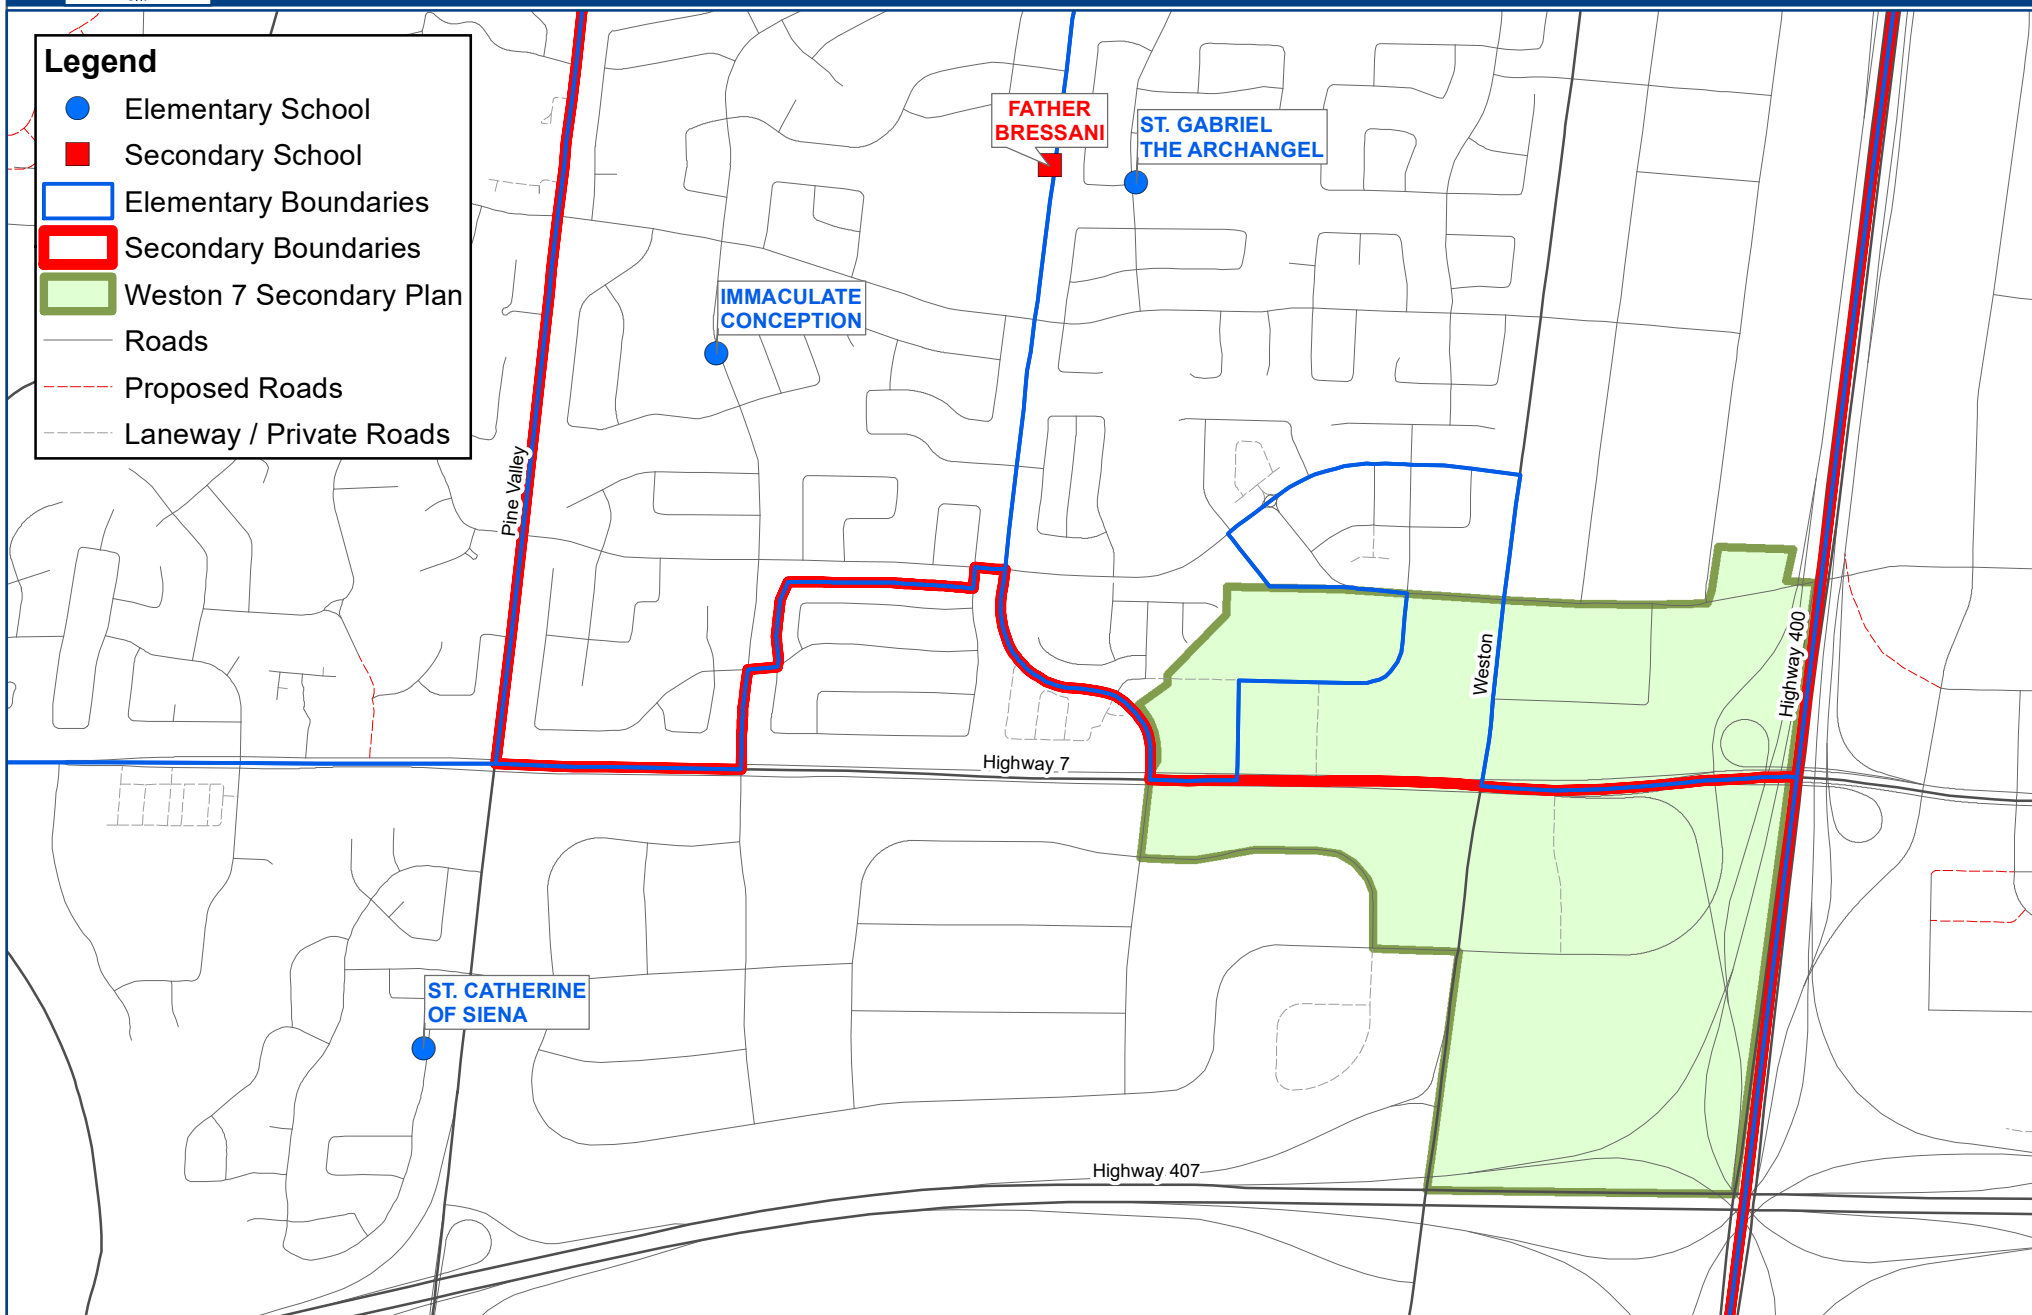 Legend
Elementary School
Secondary School
Elementary Boundaries
Secondary Boundaries
Weston 7 Secondary Plan
Roads
Proposed Roads
Laneway / Private Roads
FATHER
BRESSANI
ST. GABRIEL
THE ARCHANGEL
IMMACULATE
CONCEPTION
Pine Valley
Weston
Highway 400
Highway 7
ST. CATHERINE
OF SIENA
Highway 407